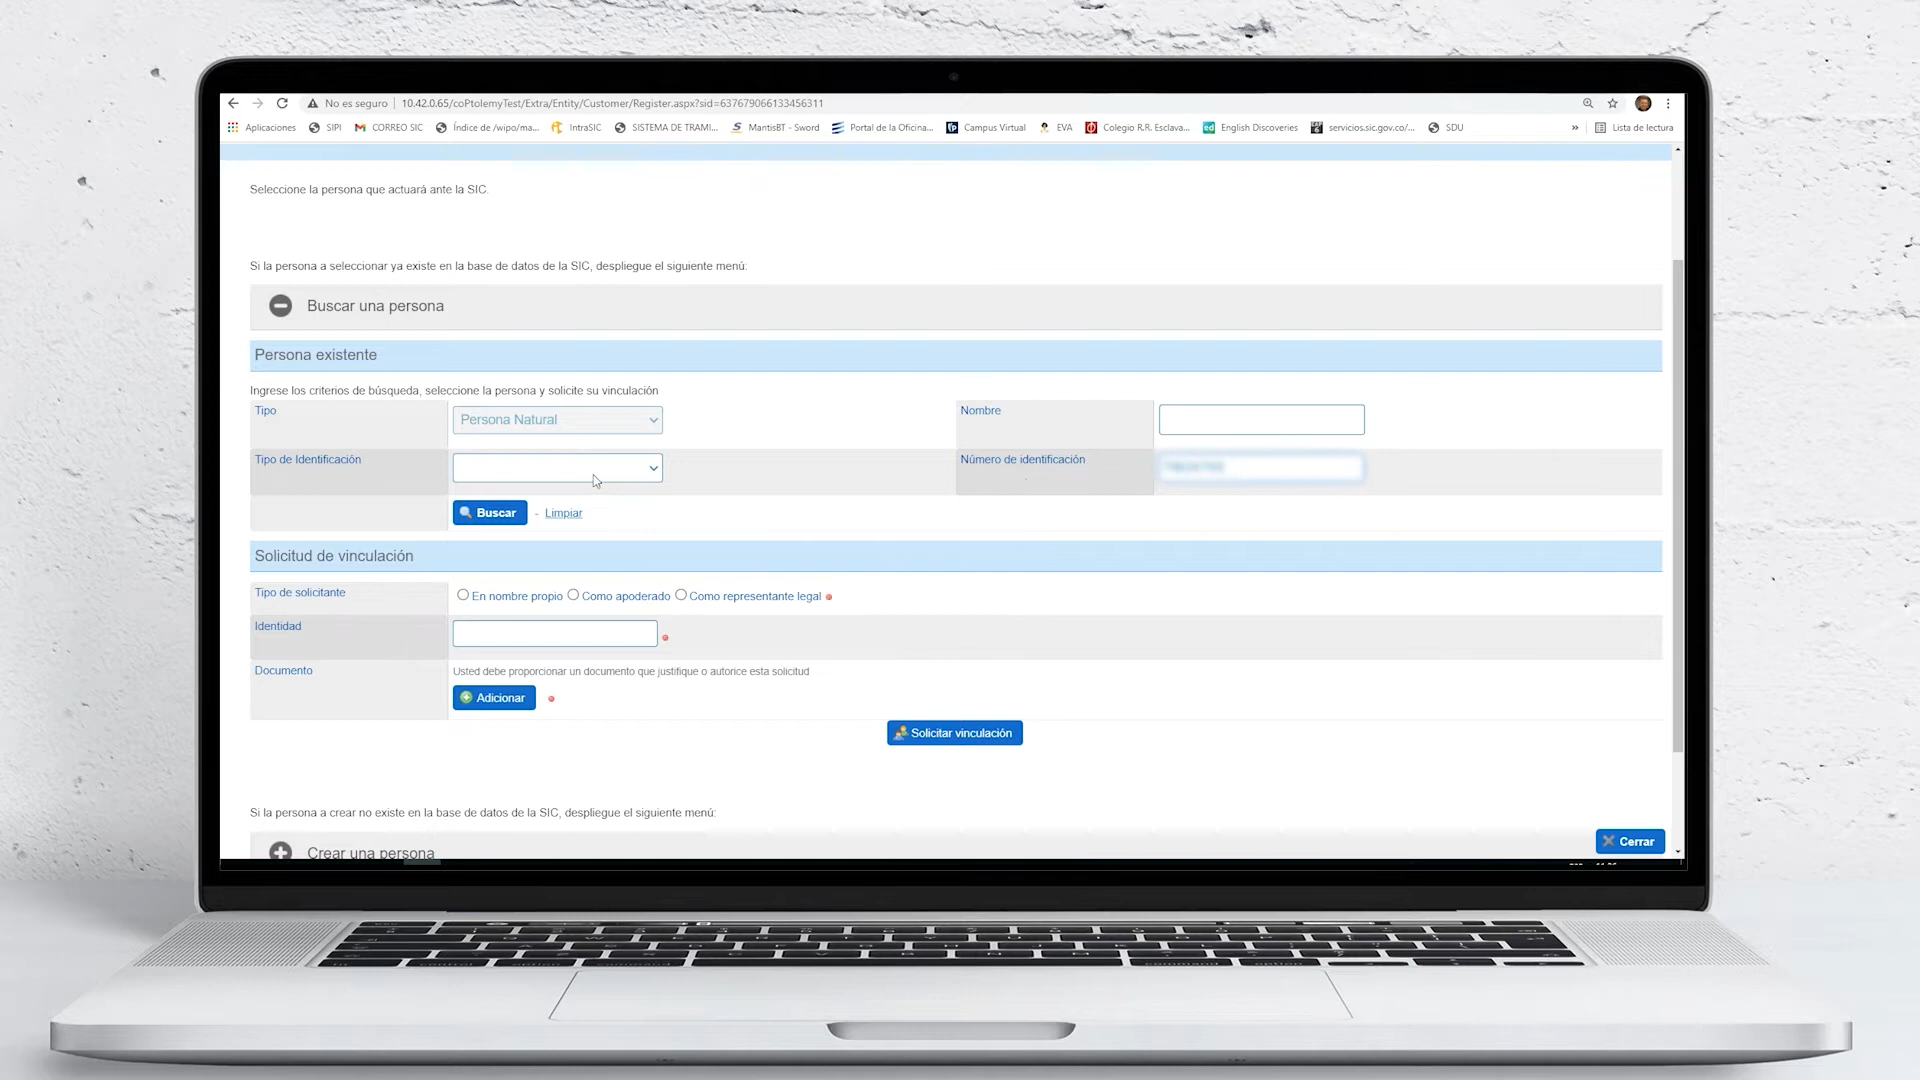 No es seguro | 10.42.0.65/coPtolemyTest/Extra/Entity/Customer/Register.aspx?sid=637679066133456311
Aplicaciones SIPI CORREO SIC Índice de /wipo/ma... IntraSIC SISTEMA DE TRAMI... MantisBT - Sword Portal de la Oficina... Campus Virtual EVA Colegio R.R. Esclava... English Discoveries servicios.sic.gov.co/... SDU » Lista de lectura
Seleccione la persona que actuará ante la SIC.
Si la persona a seleccionar ya existe en la base de datos de la SIC, despliegue el siguiente menú:
Buscar una persona
Persona existente
Ingrese los criterios de búsqueda, seleccione la persona y solicite su vinculación
Tipo Persona Natural Nombre
Tipo de Identificación Número de identificación
Buscar - Limpiar
Solicitud de vinculación
Tipo de solicitante En nombre propio Como apoderado Como representante legal
Identidad
Documento Usted debe proporcionar un documento que justifique o autorice esta solicitud
Adicionar
Solicitar vinculación
Si la persona a crear no existe en la base de datos de la SIC, despliegue el siguiente menú:
Crear una persona
Cerrar
command option